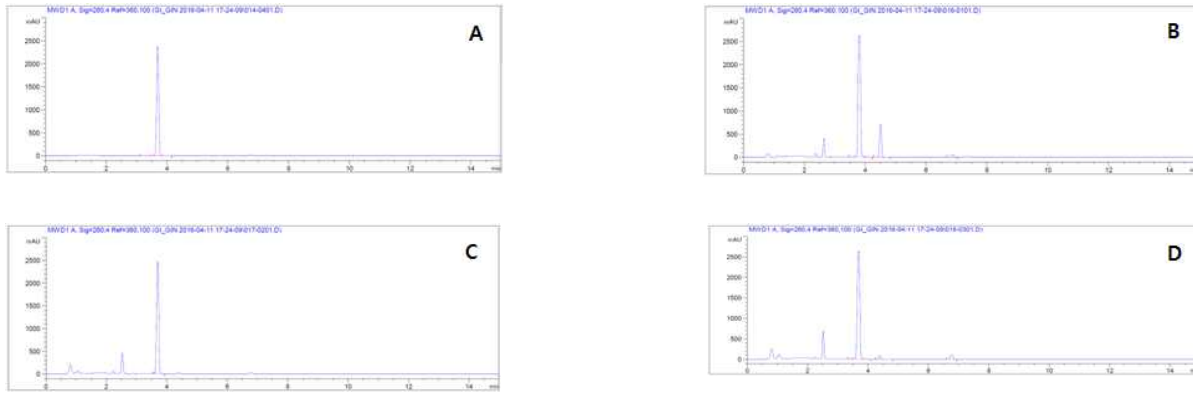 MWD1 A, Sig=280,4 Ref=360,100 (GI_GIN 2016-04-11 17-24-09\014-0401.D)
mAU
A
2500
2000
1500
1000
500
0
0 2 4 6 8 10 12 14 min
MWD1 A, Sig=280,4 Ref=360,100 (GI_GIN 2016-04-11 17-24-09\016-0101.D)
mAU
B
2500
2000
1500
1000
500
0
0 2 4 6 8 10 12 14
MWD1 A, Sig=280,4 Ref=360,100 (GI_GIN 2016-04-11 17-24-09\017-0201.D)
mAU
C
2500
2000
1500
1000
500
0
0 2 4 6 8 10 12 14 min
MWD1 A, Sig=280,4 Ref=360,100 (GI_GIN 2016-04-11 17-24-09\018-0301.D)
mAU
D
2500
2000
1500
1000
500
0
0 2 4 6 8 10 12 14